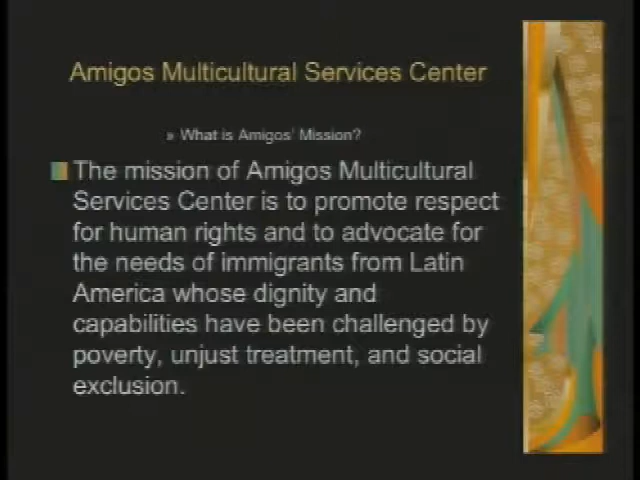 Amigos Multicultural Services Center
» What is Amigos' Mission?
The mission of Amigos Multicultural
Services Center is to promote respect
for human rights and to advocate for
the needs of immigrants from Latin
America whose dignity and
capabilities have been challenged by
poverty, unjust treatment, and social
exclusion.